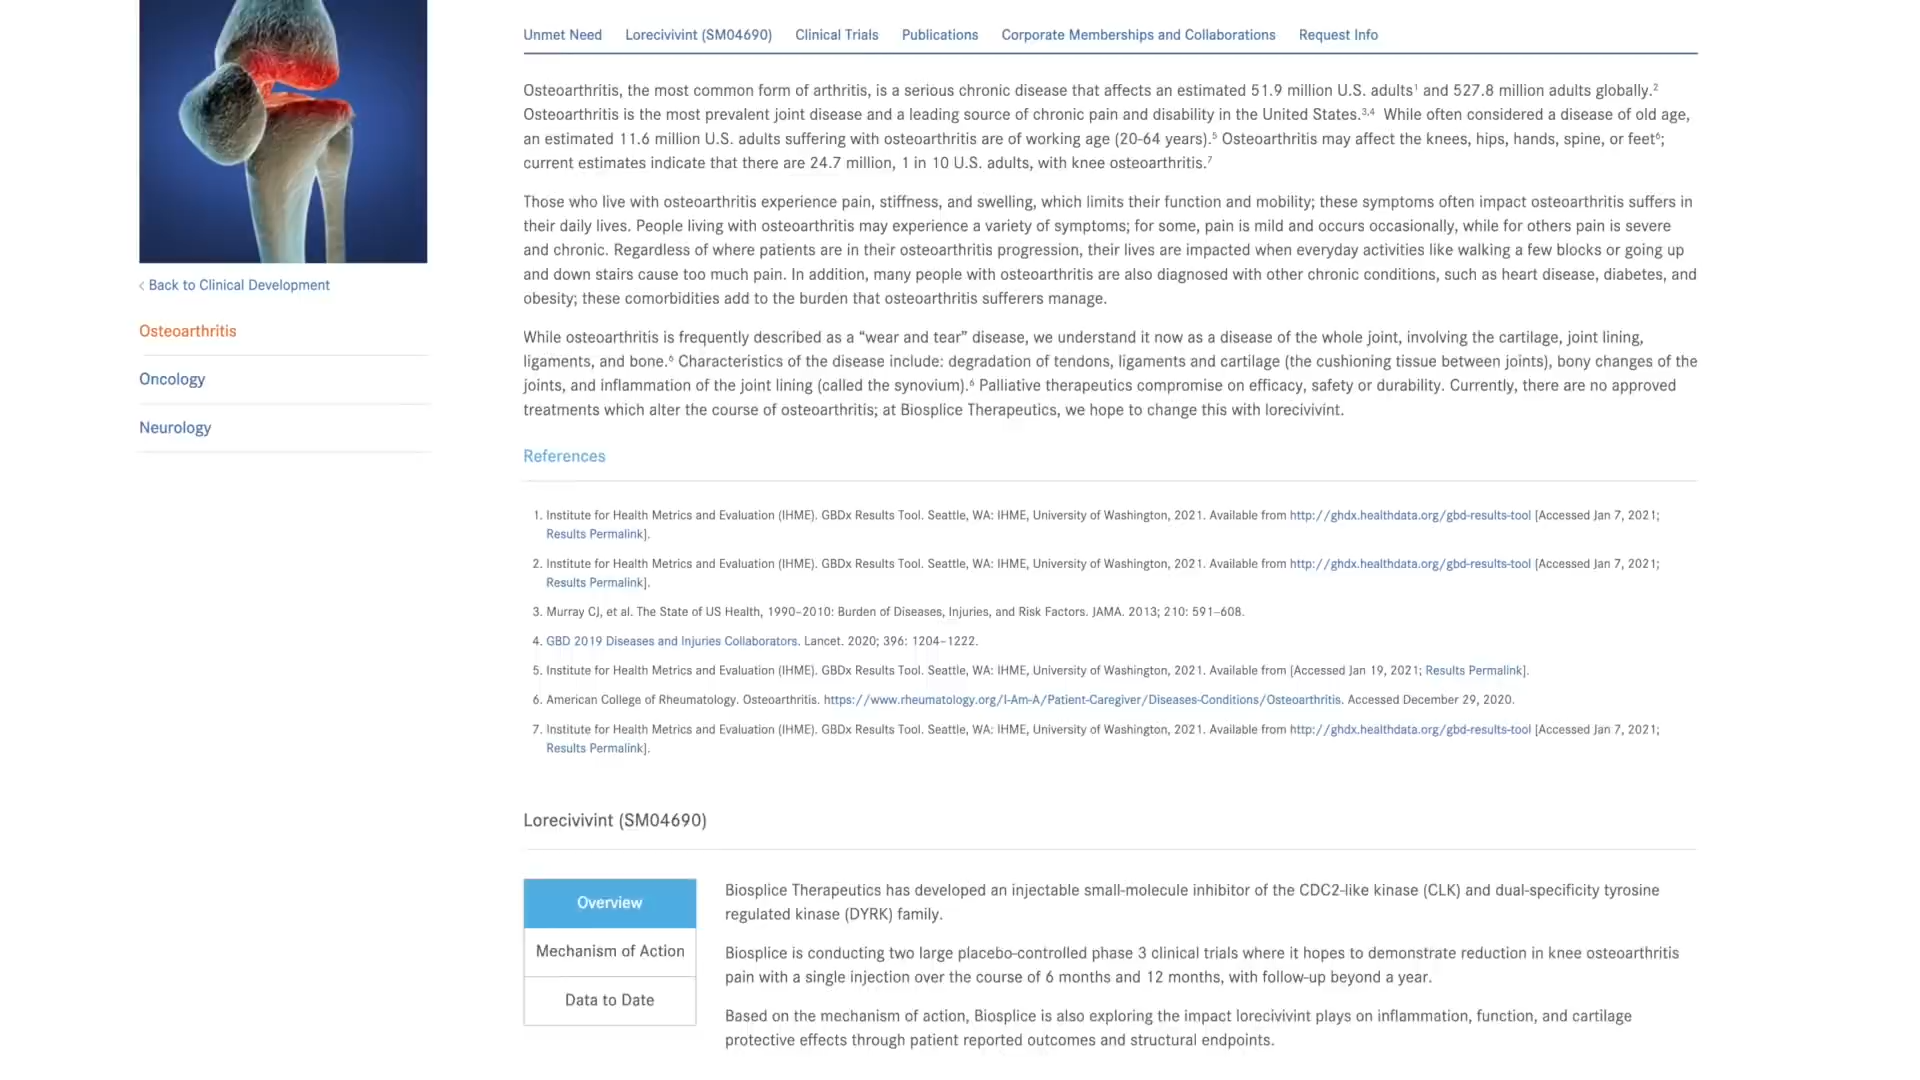 Unmet Need Lorecivivint (SM04690) Clinical Trials Publications Corporate Memberships and Collaborations Request Info
Osteoarthritis, the most common form of arthritis, is a serious chronic disease that affects an estimated 51.9 million U.S. adults¹ and 527.8 million adults globally.²
Osteoarthritis is the most prevalent joint disease and a leading source of chronic pain and disability in the United States.³,⁴ While often considered a disease of old age,
an estimated 11.6 million U.S. adults suffering with osteoarthritis are of working age (20-64 years).⁵ Osteoarthritis may affect the knees, hips, hands, spine, or feet⁶;
current estimates indicate that there are 24.7 million, 1 in 10 U.S. adults, with knee osteoarthritis.⁷
Those who live with osteoarthritis experience pain, stiffness, and swelling, which limits their function and mobility; these symptoms often impact osteoarthritis suffers in
their daily lives. People living with osteoarthritis may experience a variety of symptoms; for some, pain is mild and occurs occasionally, while for others pain is severe
and chronic. Regardless of where patients are in their osteoarthritis progression, their lives are impacted when everyday activities like walking a few blocks or going up
and down stairs cause too much pain. In addition, many people with osteoarthritis are also diagnosed with other chronic conditions, such as heart disease, diabetes, and
obesity; these comorbidities add to the burden that osteoarthritis sufferers manage.
While osteoarthritis is frequently described as a “wear and tear” disease, we understand it now as a disease of the whole joint, involving the cartilage, joint lining,
ligaments, and bone.⁶ Characteristics of the disease include: degradation of tendons, ligaments and cartilage (the cushioning tissue between joints), bony changes of the
joints, and inflammation of the joint lining (called the synovium).⁶ Palliative therapeutics compromise on efficacy, safety or durability. Currently, there are no approved
treatments which alter the course of osteoarthritis; at Biosplice Therapeutics, we hope to change this with lorecivivint.
‹ Back to Clinical Development
Osteoarthritis
Oncology
Neurology
References
1. Institute for Health Metrics and Evaluation (IHME). GBDx Results Tool. Seattle, WA: IHME, University of Washington, 2021. Available from http://ghdx.healthdata.org/gbd-results-tool [Accessed Jan 7, 2021;
Results Permalink].
2. Institute for Health Metrics and Evaluation (IHME). GBDx Results Tool. Seattle, WA: IHME, University of Washington, 2021. Available from http://ghdx.healthdata.org/gbd-results-tool [Accessed Jan 7, 2021;
Results Permalink].
3. Murray CJ, et al. The State of US Health, 1990–2010: Burden of Diseases, Injuries, and Risk Factors. JAMA. 2013; 210: 591–608.
4. GBD 2019 Diseases and Injuries Collaborators. Lancet. 2020; 396: 1204–1222.
5. Institute for Health Metrics and Evaluation (IHME). GBDx Results Tool. Seattle, WA: IHME, University of Washington, 2021. Available from [Accessed Jan 19, 2021; Results Permalink].
6. American College of Rheumatology. Osteoarthritis. https://www.rheumatology.org/I-Am-A/Patient-Caregiver/Diseases-Conditions/Osteoarthritis. Accessed December 29, 2020.
7. Institute for Health Metrics and Evaluation (IHME). GBDx Results Tool. Seattle, WA: IHME, University of Washington, 2021. Available from http://ghdx.healthdata.org/gbd-results-tool [Accessed Jan 7, 2021;
Results Permalink].
Lorecivivint (SM04690)
Overview
Mechanism of Action
Data to Date
Biosplice Therapeutics has developed an injectable small-molecule inhibitor of the CDC2-like kinase (CLK) and dual-specificity tyrosine
regulated kinase (DYRK) family.
Biosplice is conducting two large placebo-controlled phase 3 clinical trials where it hopes to demonstrate reduction in knee osteoarthritis
pain with a single injection over the course of 6 months and 12 months, with follow-up beyond a year.
Based on the mechanism of action, Biosplice is also exploring the impact lorecivivint plays on inflammation, function, and cartilage
protective effects through patient reported outcomes and structural endpoints.